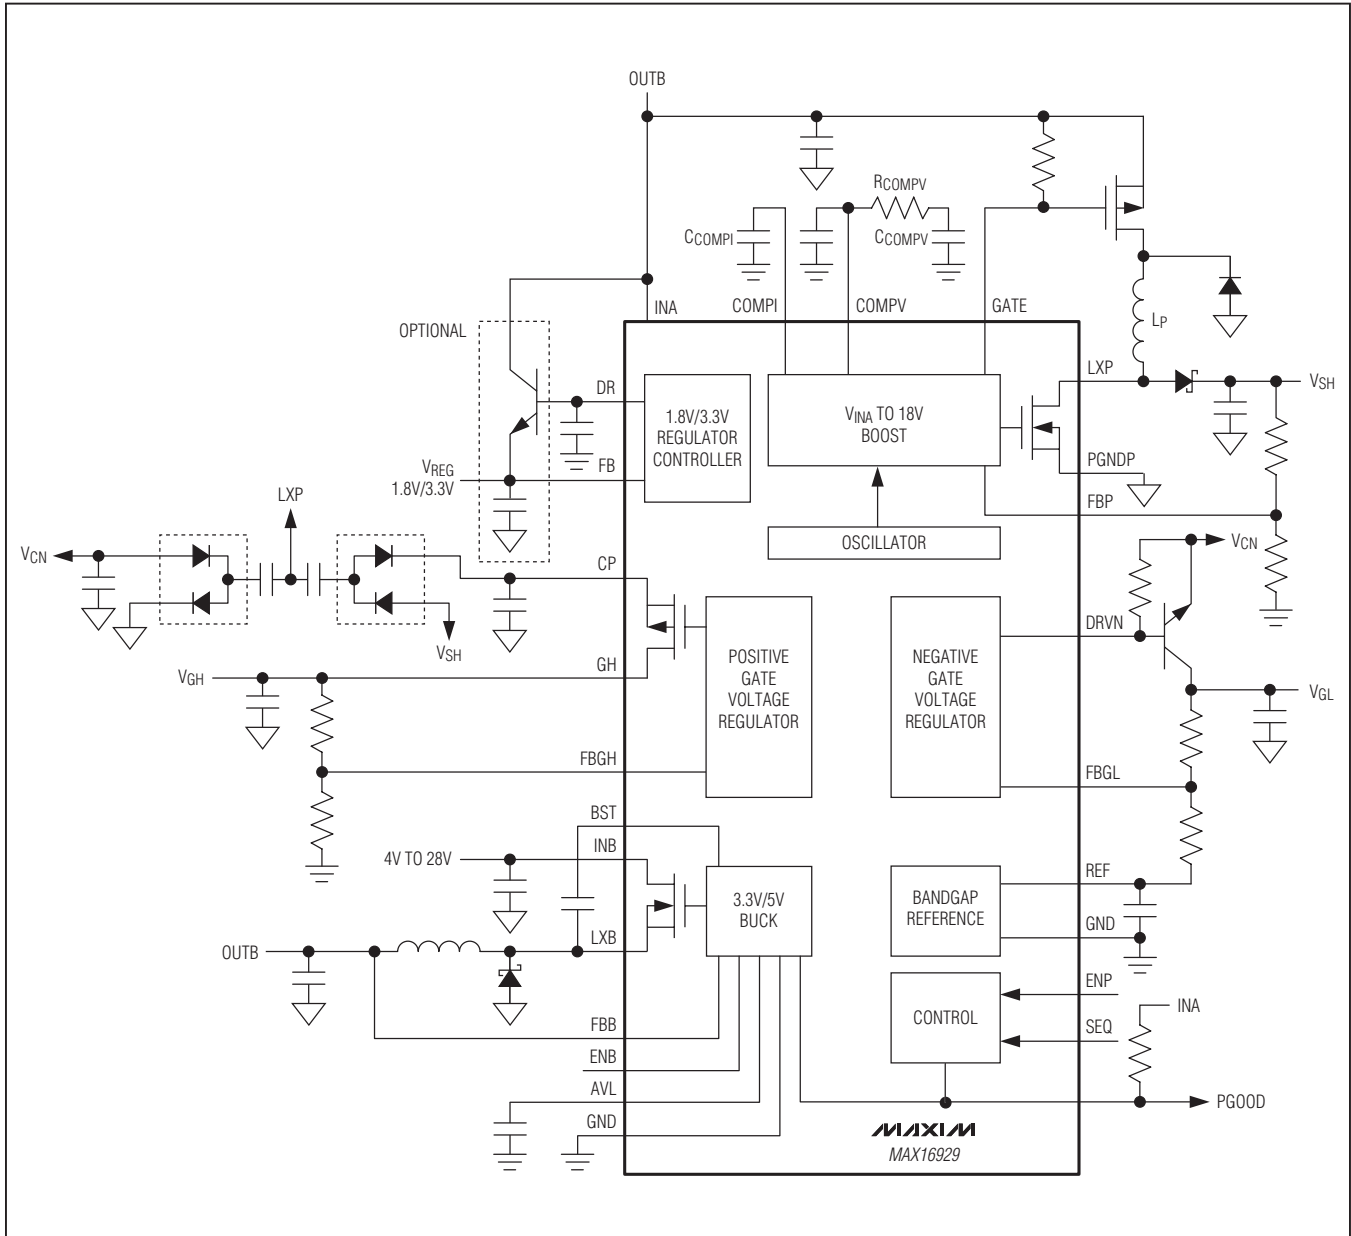 OUTB
RCOMPV
CCOMPI
CCOMPV
INA
COMPI
COMPV
GATE
LP
OPTIONAL
DR
1.8V/3.3V
REGULATOR
CONTROLLER
FB
VREG
1.8V/3.3V
VINA TO 18V
BOOST
LXP
VSH
PGNDP
FBP
OSCILLATOR
LXP
VCN
CP
VSH
GH
VGH
POSITIVE
GATE
VOLTAGE
REGULATOR
FBGH
NEGATIVE
GATE
VOLTAGE
REGULATOR
DRVN
VCN
VGL
FBGL
BST
INB
4V TO 28V
3.3V/5V
BUCK
LXB
OUTB
FBB
ENB
AVL
GND
BANDGAP
REFERENCE
REF
GND
CONTROL
ENP
SEQ
INA
PGOOD
MAXIM
MAX16929